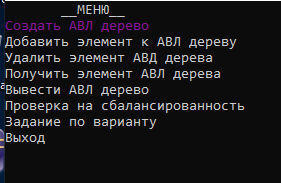 __МЕНЮ__
Создать АВЛ дерево
Добавить элемент к АВЛ дереву
Удалить элемент АВД дерева
Получить элемент АВЛ дерева
Вывести АВЛ дерево
Проверка на сбалансированность
Задание по варианту
Выход